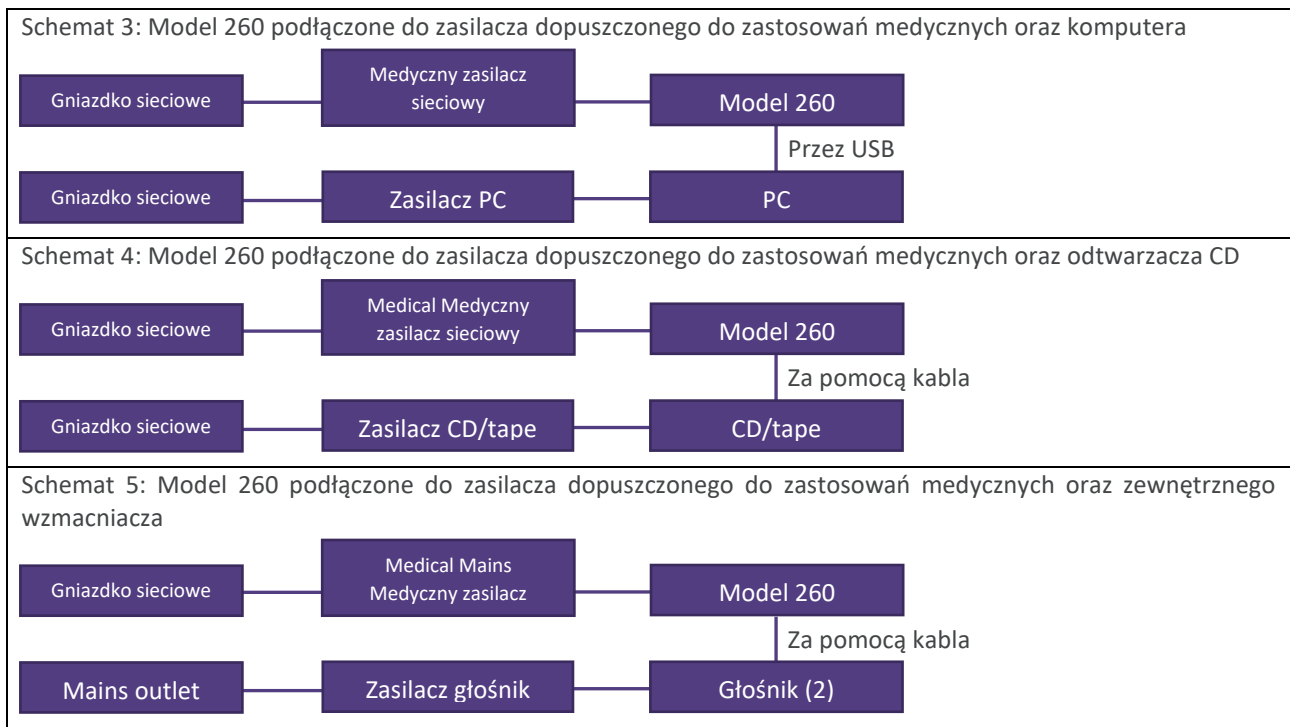 Schemat 3: Model 260 podłączone do zasilacza dopuszczonego do zastosowań medycznych oraz komputera
Gniazdko sieciowe
Medyczny zasilacz
sieciowy
Model 260
Przez USB
Gniazdko sieciowe
Zasilacz PC
PC
Schemat 4: Model 260 podłączone do zasilacza dopuszczonego do zastosowań medycznych oraz odtwarzacza CD
Gniazdko sieciowe
Medical Medyczny
zasilacz sieciowy
Model 260
Za pomocą kabla
Gniazdko sieciowe
Zasilacz CD/tape
CD/tape
Schemat 5: Model 260 podłączone do zasilacza dopuszczonego do zastosowań medycznych oraz zewnętrznego
wzmacniacza
Gniazdko sieciowe
Medical Mains
Medyczny zasilacz
Model 260
Za pomocą kabla
Mains outlet
Zasilacz głośnik
Głośnik (2)